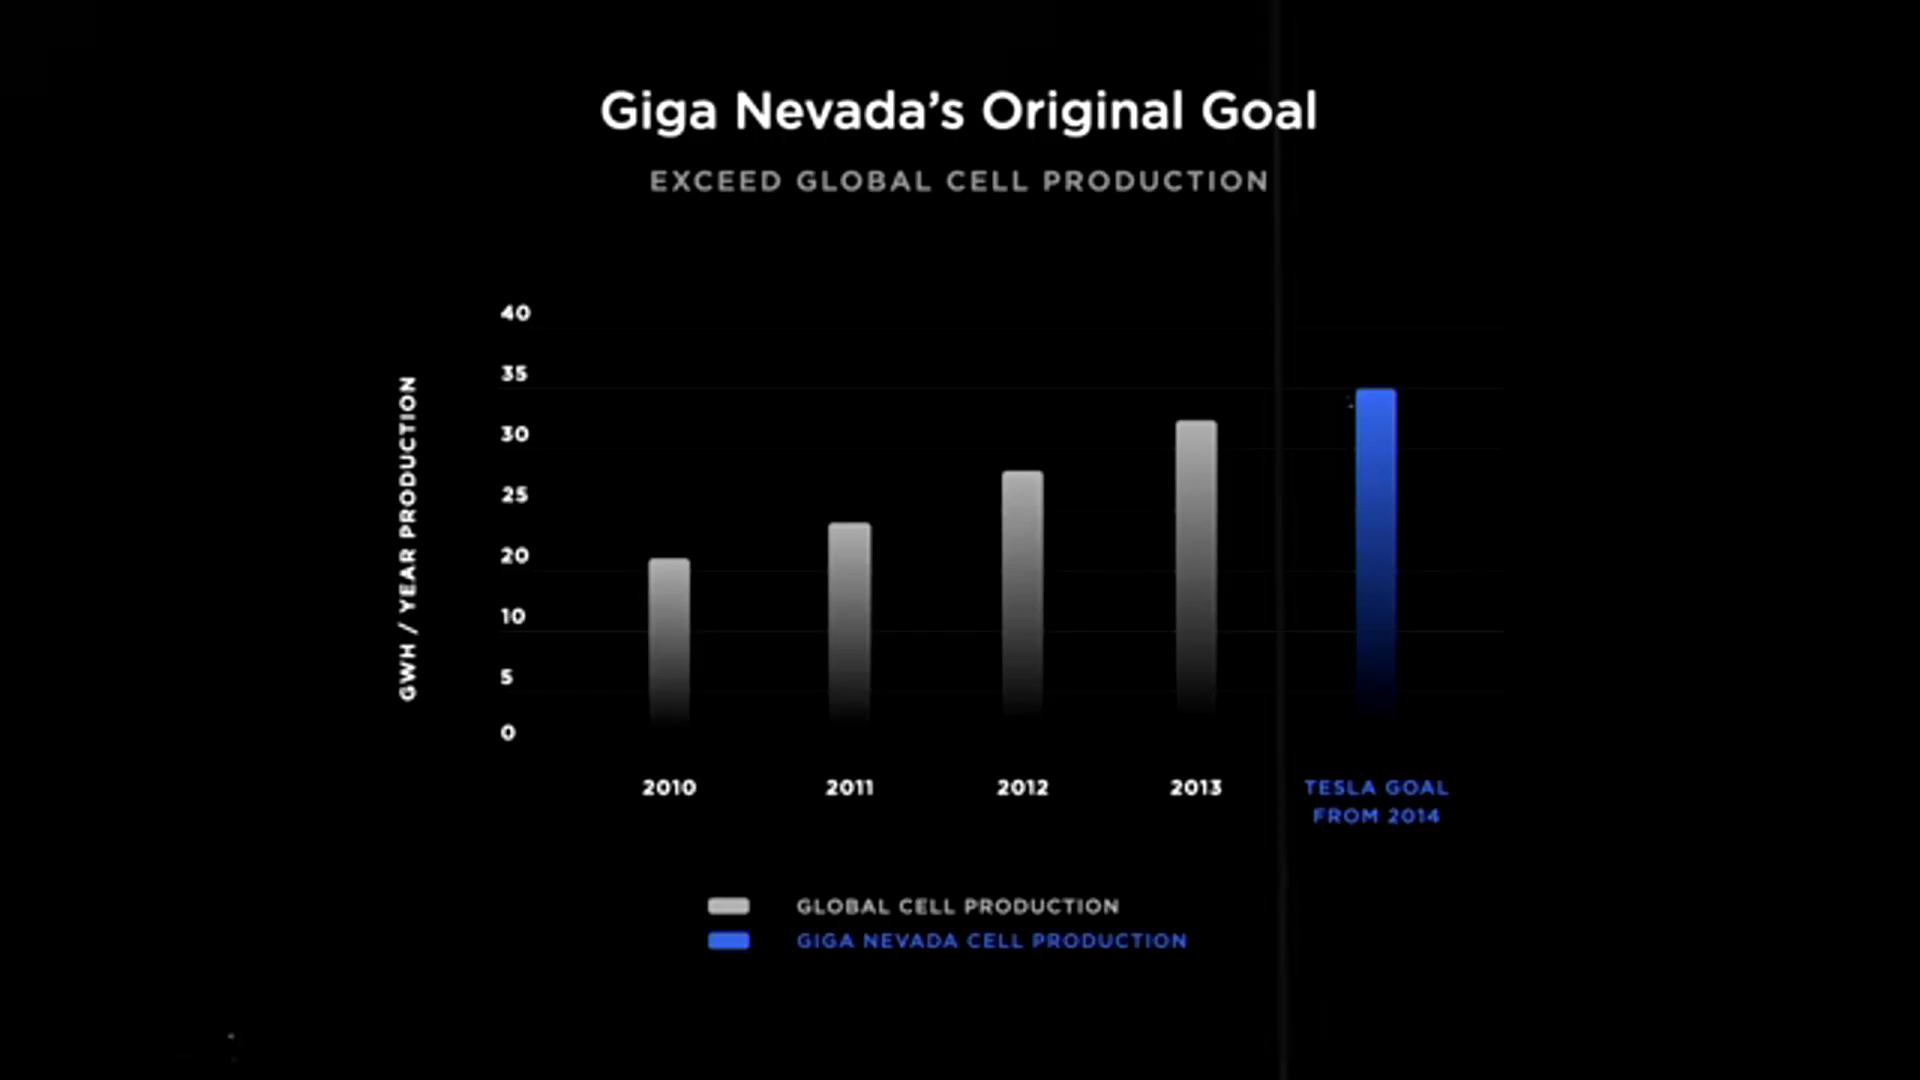 Giga Nevada’s Original Goal
EXCEED GLOBAL CELL PRODUCTION
GWH / YEAR PRODUCTION
40
35
30
25
20
10
5
0
2010
2011
2012
2013
TESLA GOAL
FROM 2014
GLOBAL CELL PRODUCTION
GIGA NEVADA CELL PRODUCTION